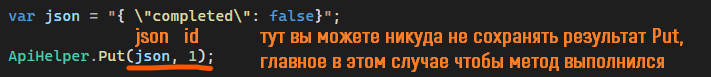 var json = "{ \"completed\": false}";
json id тут вы можете никуда не сохранять результат Put,
ApiHelper.Put(json, 1); главное в этом случае чтобы метод выполнился